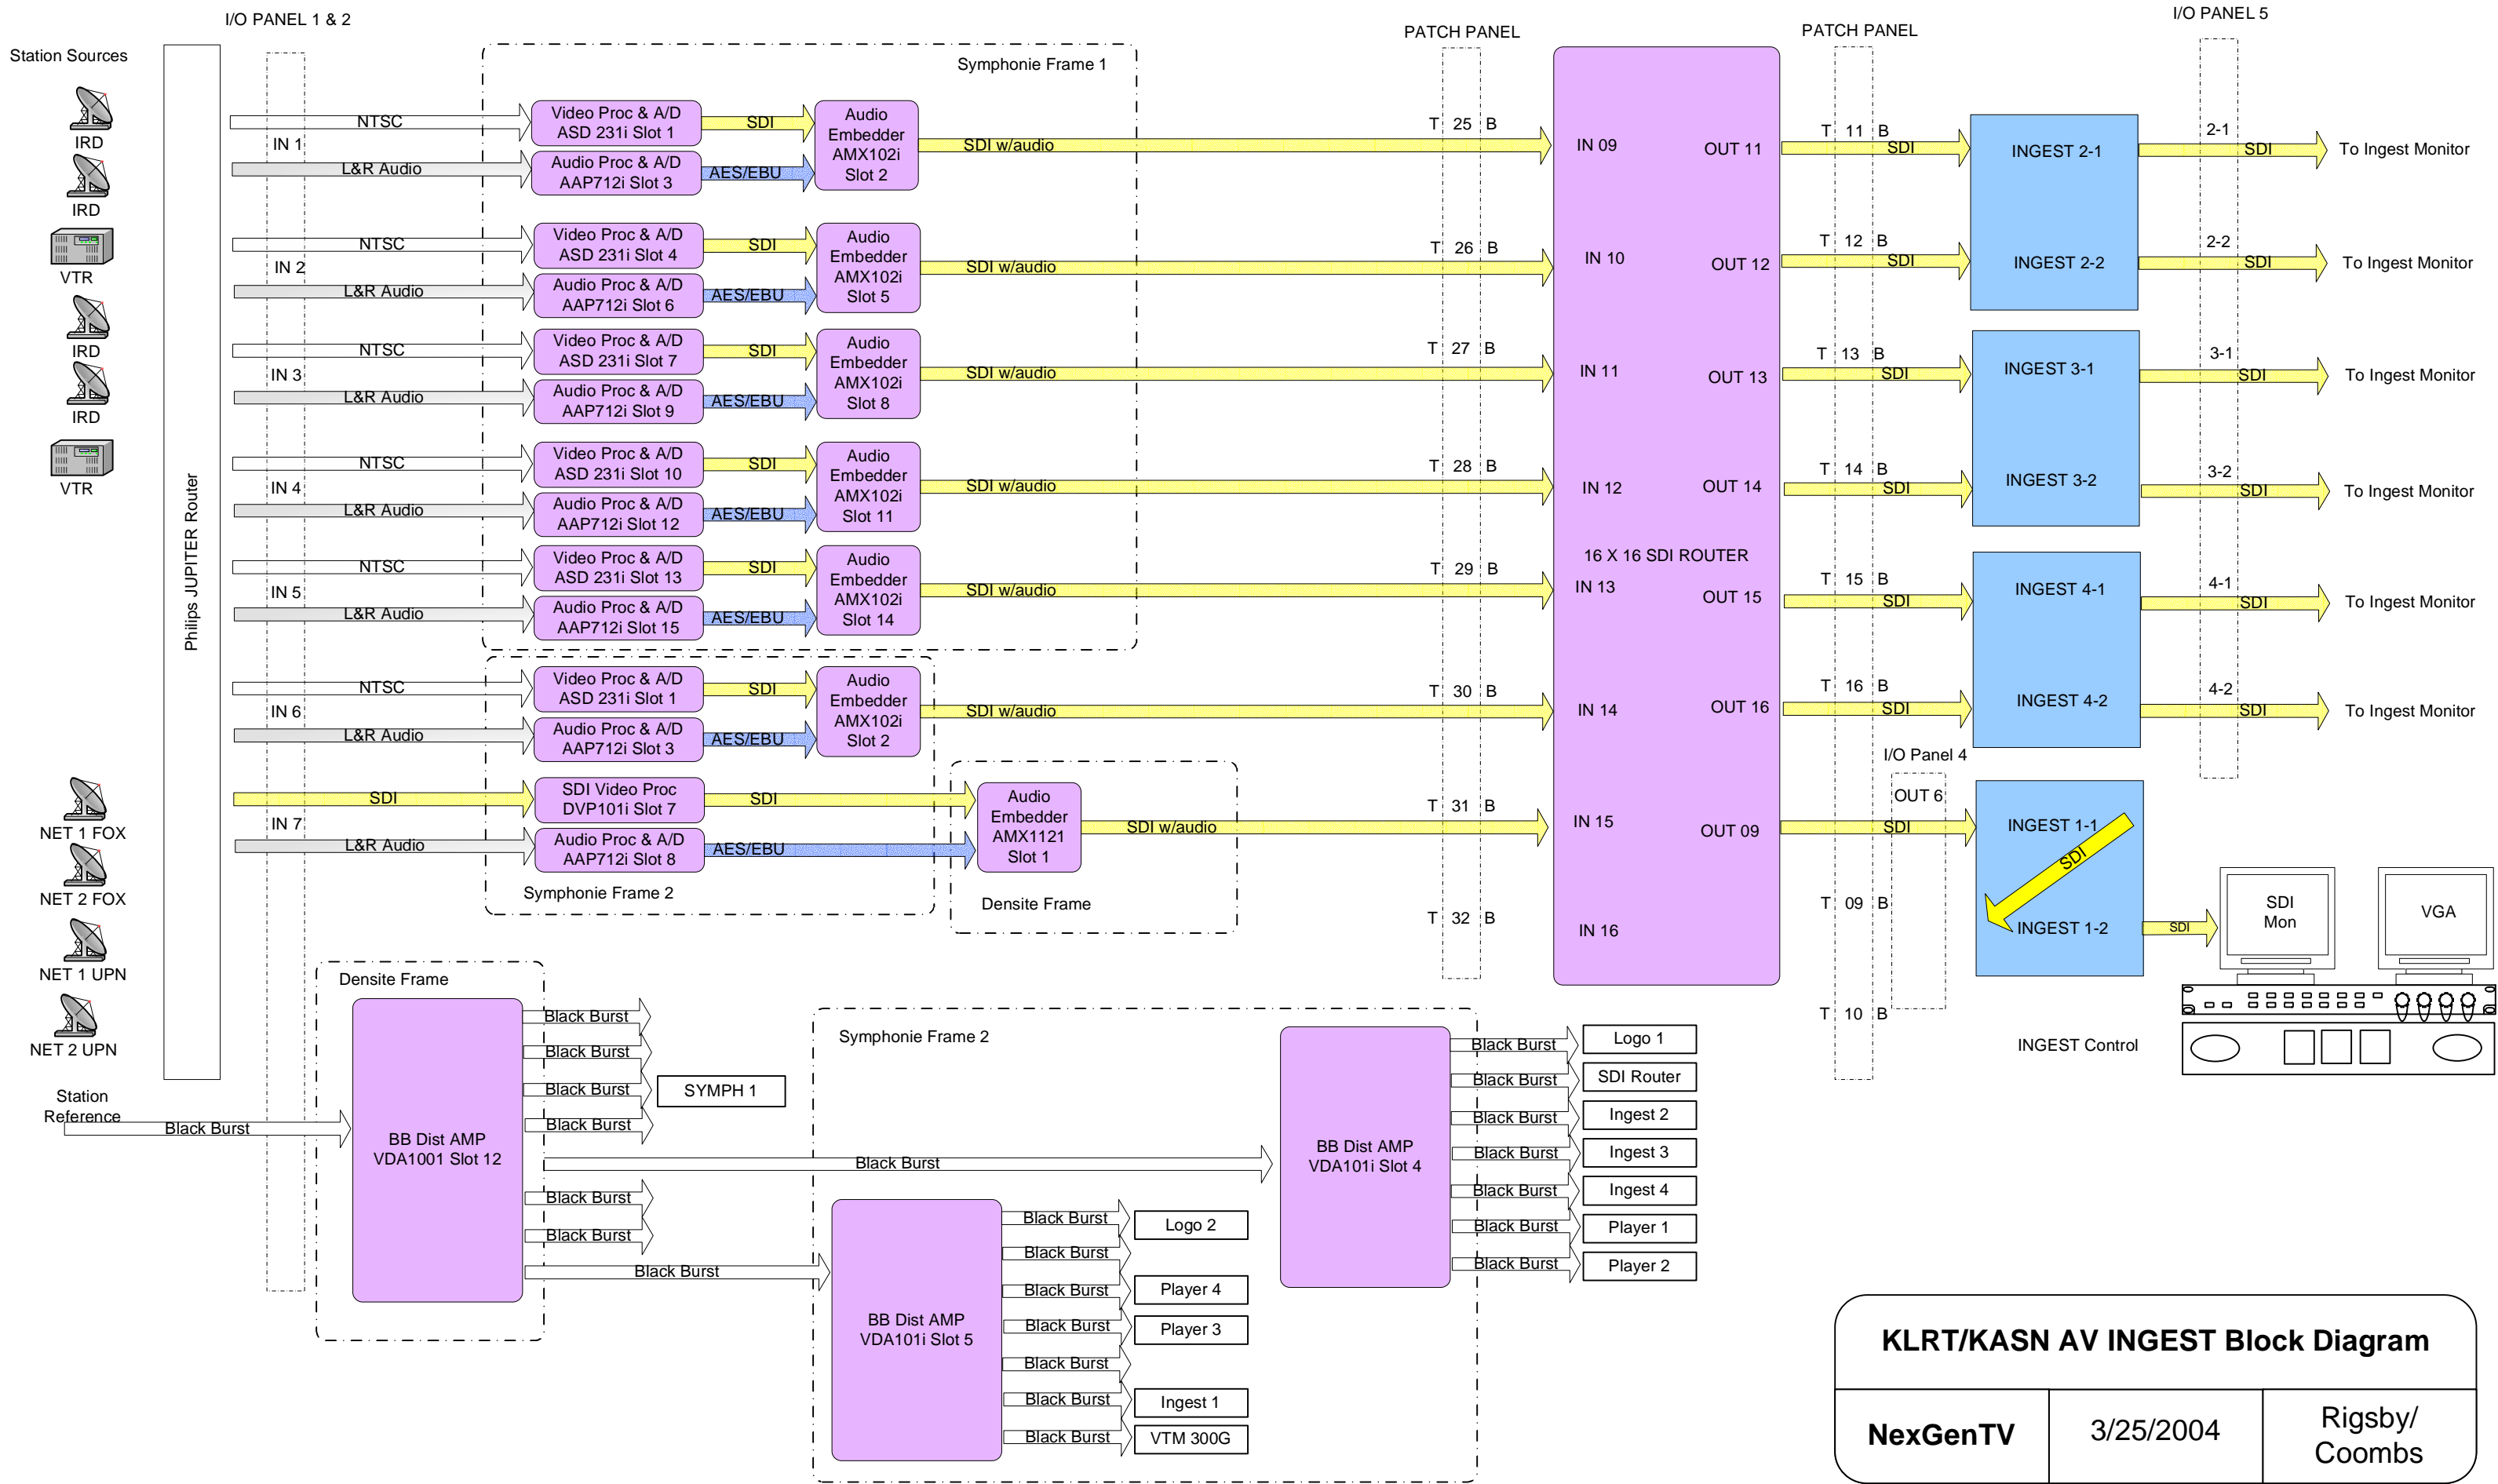 I/O PANEL 1 & 2
I/O PANEL 5
PATCH PANEL
PATCH PANEL
Station Sources
IRD
IRD
VTR
IRD
IRD
VTR
NET 1 FOX
NET 2 FOX
NET 1 UPN
NET 2 UPN
Station
Reference
Black Burst
Philips JUPITER Router
Symphonie Frame 1
NTSC
IN 1
L&R Audio
Video Proc & A/D
ASD 231i Slot 1
SDI
Audio Proc & A/D
AAP712i Slot 3
AES/EBU
Audio
Embedder
AMX102i
Slot 2
SDI w/audio
T 25 B
IN 09
NTSC
IN 2
L&R Audio
Video Proc & A/D
ASD 231i Slot 4
SDI
Audio Proc & A/D
AAP712i Slot 6
AES/EBU
Audio
Embedder
AMX102i
Slot 5
SDI w/audio
T 26 B
IN 10
NTSC
IN 3
L&R Audio
Video Proc & A/D
ASD 231i Slot 7
SDI
Audio Proc & A/D
AAP712i Slot 9
AES/EBU
Audio
Embedder
AMX102i
Slot 8
SDI w/audio
T 27 B
IN 11
NTSC
IN 4
L&R Audio
Video Proc & A/D
ASD 231i Slot 10
SDI
Audio Proc & A/D
AAP712i Slot 12
AES/EBU
Audio
Embedder
AMX102i
Slot 11
SDI w/audio
T 28 B
IN 12
NTSC
IN 5
L&R Audio
Video Proc & A/D
ASD 231i Slot 13
SDI
Audio Proc & A/D
AAP712i Slot 15
AES/EBU
Audio
Embedder
AMX102i
Slot 14
SDI w/audio
T 29 B
16 X 16 SDI ROUTER
IN 13
NTSC
IN 6
L&R Audio
Video Proc & A/D
ASD 231i Slot 1
SDI
Audio Proc & A/D
AAP712i Slot 3
AES/EBU
Audio
Embedder
AMX102i
Slot 2
SDI w/audio
T 30 B
IN 14
SDI
IN 7
L&R Audio
SDI Video Proc
DVP101i Slot 7
SDI
Audio Proc & A/D
AAP712i Slot 8
AES/EBU
Symphonie Frame 2
Audio
Embedder
AMX1121
Slot 1
Densite Frame
SDI w/audio
T 31 B
IN 15
T 32 B
IN 16
OUT 11
T 11 B
SDI
INGEST 2-1
2-1
SDI
To Ingest Monitor
OUT 12
T 12 B
SDI
INGEST 2-2
2-2
SDI
To Ingest Monitor
OUT 13
T 13 B
SDI
INGEST 3-1
3-1
SDI
To Ingest Monitor
OUT 14
T 14 B
SDI
INGEST 3-2
3-2
SDI
To Ingest Monitor
OUT 15
T 15 B
SDI
INGEST 4-1
4-1
SDI
To Ingest Monitor
OUT 16
T 16 B
SDI
INGEST 4-2
4-2
SDI
To Ingest Monitor
I/O Panel 4
OUT 6
OUT 09
SDI
INGEST 1-1
SDI
T 09 B
INGEST 1-2
SDI
SDI
Mon
VGA
T 10 B
INGEST Control
Densite Frame
BB Dist AMP
VDA1001 Slot 12
Black Burst
Black Burst
Black Burst
SYMPH 1
Black Burst
Black Burst
Black Burst
Black Burst
Black Burst
Symphonie Frame 2
BB Dist AMP
VDA101i Slot 5
Black Burst
Logo 2
Black Burst
Black Burst
Player 4
Black Burst
Player 3
Black Burst
Black Burst
Ingest 1
Black Burst
VTM 300G
BB Dist AMP
VDA101i Slot 4
Black Burst
Logo 1
Black Burst
SDI Router
Black Burst
Ingest 2
Black Burst
Ingest 3
Black Burst
Ingest 4
Black Burst
Player 1
Black Burst
Player 2
KLRT/KASN AV INGEST Block Diagram
NexGenTV
3/25/2004
Rigsby/
Coombs